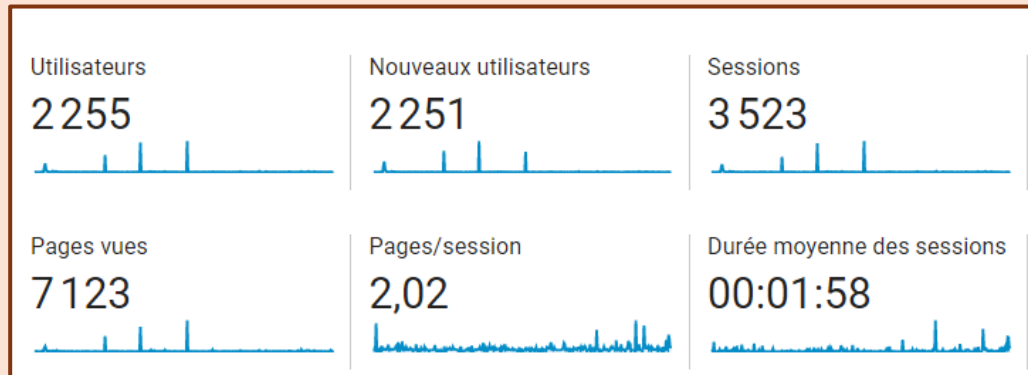 Utilisateurs
2 255
Nouveaux utilisateurs
2 251
Sessions
3 523
Pages vues
7 123
Pages/session
2,02
Durée moyenne des sessions
00:01:58